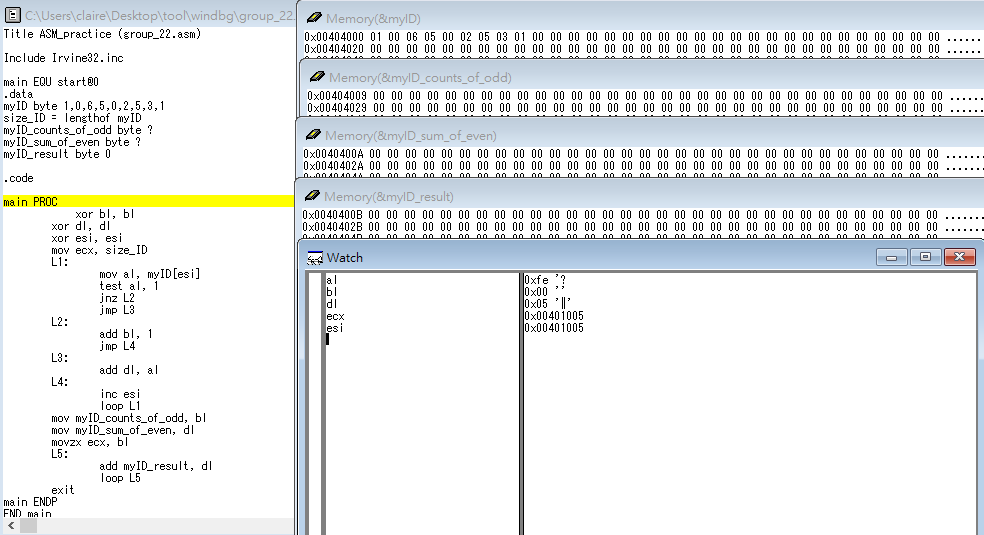 C:\Users\claire\Desktop\tool\windbg\group_22.
Title ASM_practice (group_22.asm)
Include Irvine32.inc
main EQU start@0
.data
myID byte 1,0,6,5,0,2,5,3,1
size_ID = lengthof myID
myID_counts_of_odd byte ?
myID_sum_of_even byte ?
myID_result byte 0
.code
main PROC
xor bl, bl
xor dl, dl
xor esi, esi
mov ecx, size_ID
L1:
mov al, myID[esi]
test al, 1
jnz L2
jmp L3
L2:
add bl, 1
jmp L4
L3:
add dl, al
L4:
inc esi
loop L1
mov myID_counts_of_odd, bl
mov myID_sum_of_even, dl
movzx ecx, bl
L5:
add myID_result, dl
loop L5
exit
main ENDP
END main
Memory(&myID)
0x00404000 01 00 06 05 00 02 05 03 01 00 00 00 00 00 00 00 00 00 00 00 00 00 00 00 00 00 00 00 00 00 00 00 ......
0x00404020 00 00 00 00 00 00 00 00 00 00 00 00 00 00 00 00 00 00 00 00 00 00 00 00 00 00 00 00 00 00 00 00 ......
Memory(&myID_counts_of_odd)
0x00404009 00 00 00 00 00 00 00 00 00 00 00 00 00 00 00 00 00 00 00 00 00 00 00 00 00 00 00 00 00 00 00 00 ......
0x00404029 00 00 00 00 00 00 00 00 00 00 00 00 00 00 00 00 00 00 00 00 00 00 00 00 00 00 00 00 00 00 00 00 ......
Memory(&myID_sum_of_even)
0x0040400A 00 00 00 00 00 00 00 00 00 00 00 00 00 00 00 00 00 00 00 00 00 00 00 00 00 00 00 00 00 00 00 00 ......
0x0040402A 00 00 00 00 00 00 00 00 00 00 00 00 00 00 00 00 00 00 00 00 00 00 00 00 00 00 00 00 00 00 00 00 ......
Memory(&myID_result)
0x0040400B 00 00 00 00 00 00 00 00 00 00 00 00 00 00 00 00 00 00 00 00 00 00 00 00 00 00 00 00 00 00 00 00 .......
0x0040402B 00 00 00 00 00 00 00 00 00 00 00 00 00 00 00 00 00 00 00 00 00 00 00 00 00 00 00 00 00 00 00 00 .......
Watch
al 0xfe '?
bl 0x00 ''
dl 0x05 '‖'
ecx 0x00401005
esi 0x00401005